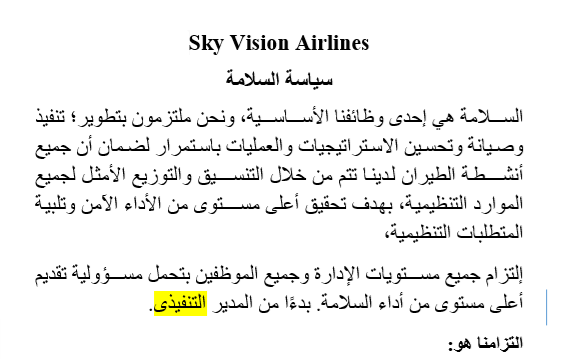 Sky Vision Airlines
سياسة السلامة
السلامة هي إحدى وظائفنا الأساسية، ونحن ملتزمون بتطوير؛ تنفيذ
وصيانة وتحسين الاستراتيجيات والعمليات باستمرار لضمان أن جميع
أنشطة الطيران لدينا تتم من خلال التنسيق والتوزيع الأمثل لجميع
الموارد التنظيمية، بهدف تحقيق أعلى مستوى من الأداء الآمن وتلبية
المتطلبات التنظيمية،
إلتزام جميع مستويات الإدارة وجميع الموظفين بتحمل مسؤولية تقديم
أعلى مستوى من أداء السلامة. بدءًا من المدير التنفيذى.
التزامنا هو: